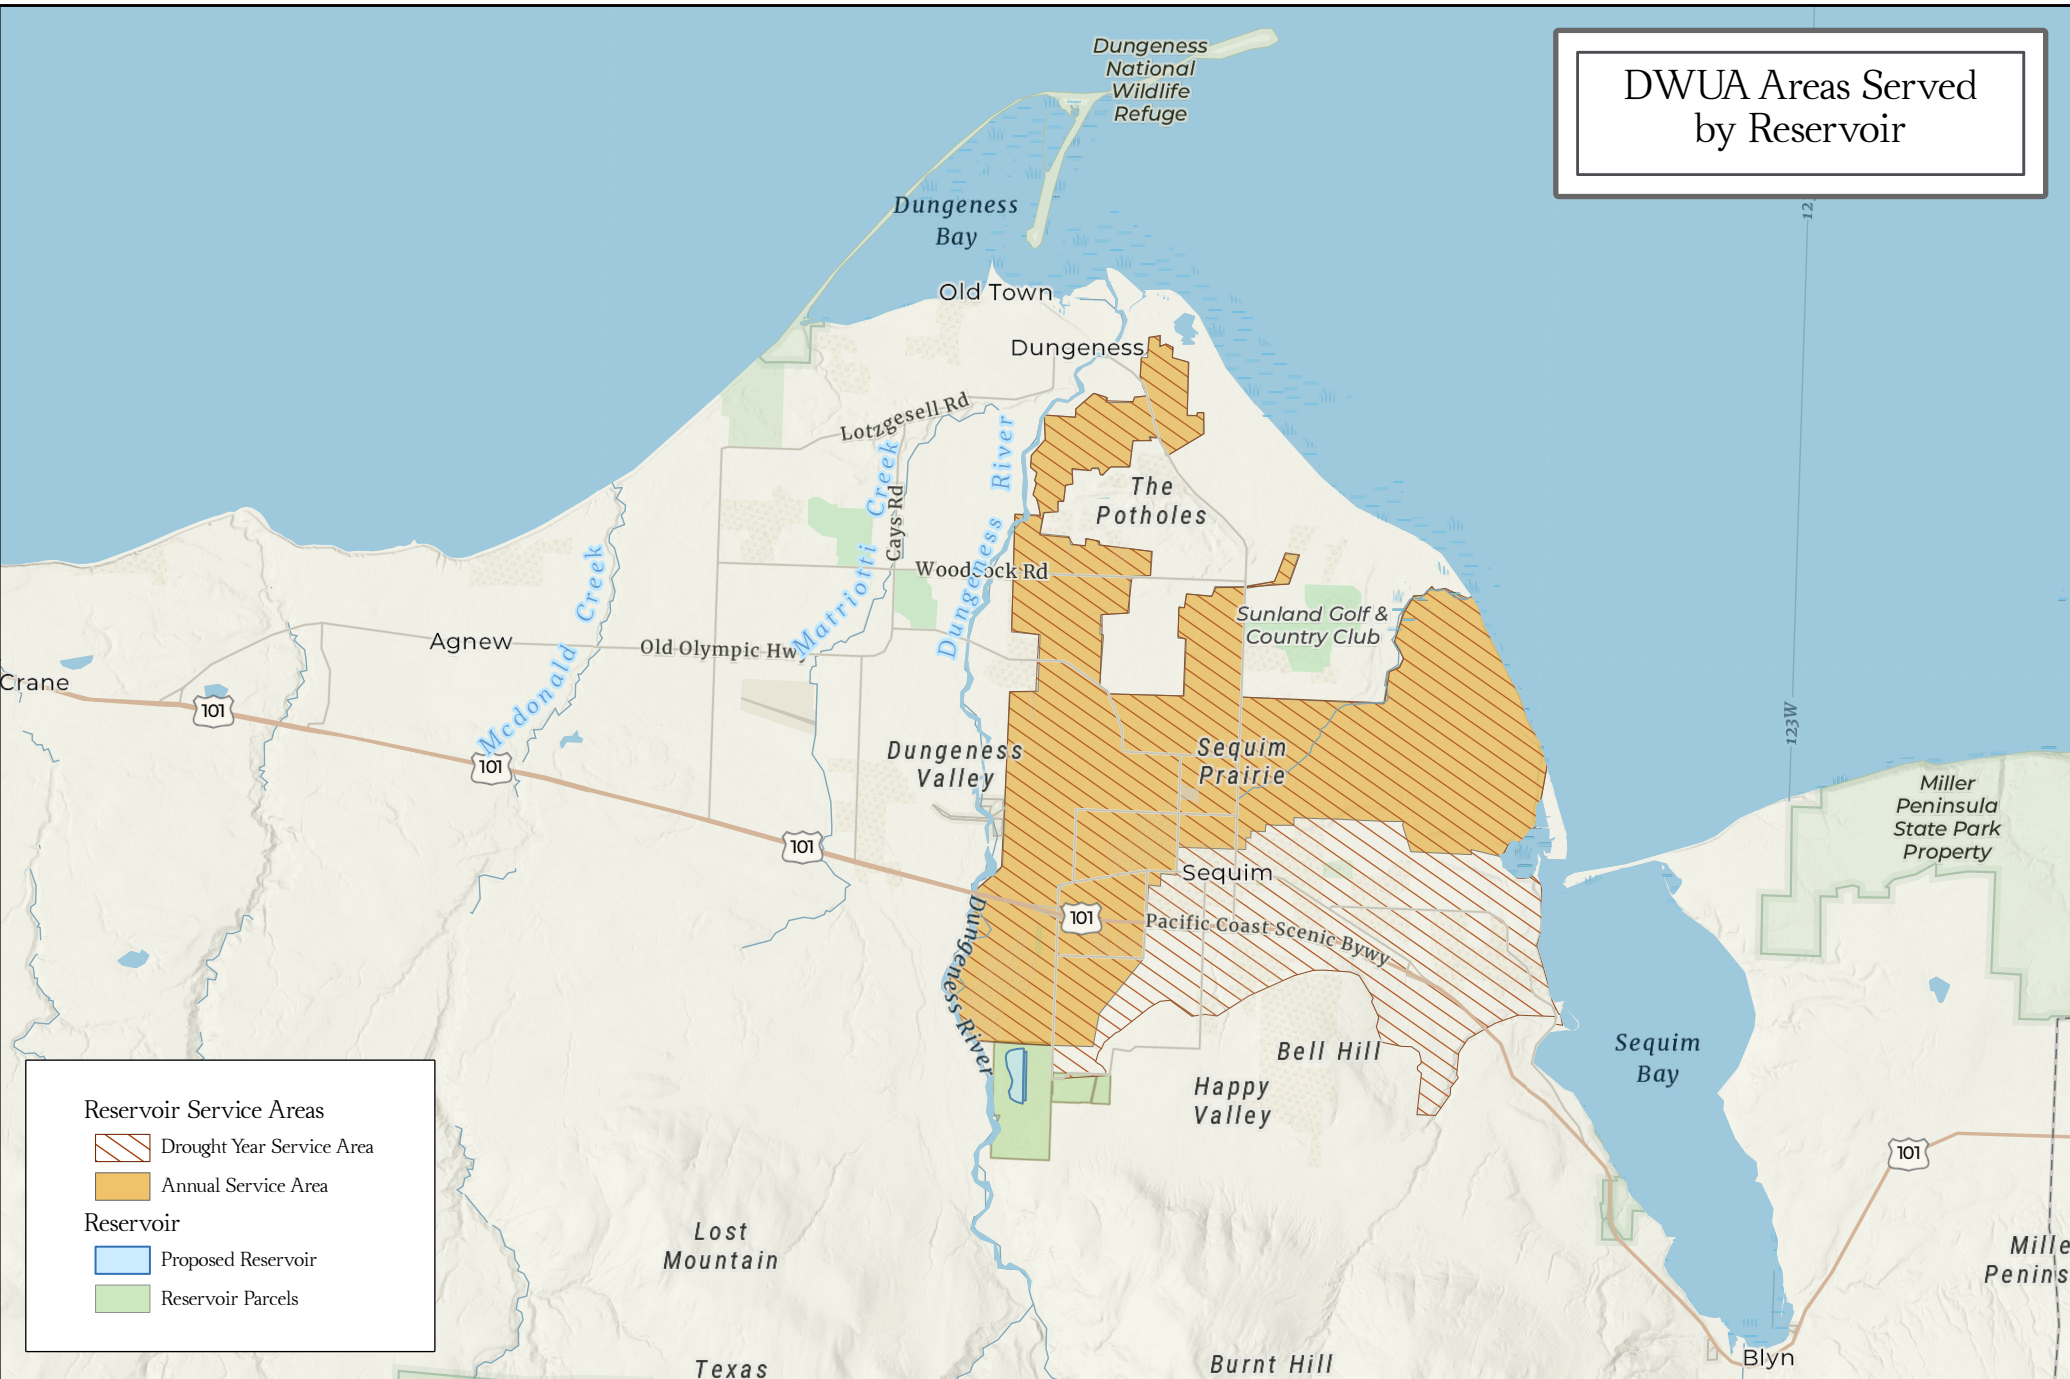 DWUA Areas Served
by Reservoir
Dungeness
National
Wildlife
Refuge
Dungeness
Bay
Old Town
Dungeness
Lotzgesell Rd
Dungeness River
Matriotti Creek
Cays Rd
The
Potholes
Woodcock Rd
Mcdonald Creek
Agnew
Old Olympic Hwy
Sunland Golf &
Country Club
Crane
101
101
101
123W
Dungeness
Valley
Sequim
Prairie
Miller
Peninsula
State Park
Property
Sequim
101
Pacific Coast Scenic Bywy
Dungeness River
Sequim
Bay
Bell Hill
Happy
Valley
101
Lost
Mountain
Mille
Penins
Texas
Burnt Hill
Blyn
Reservoir Service Areas
Drought Year Service Area
Annual Service Area
Reservoir
Proposed Reservoir
Reservoir Parcels